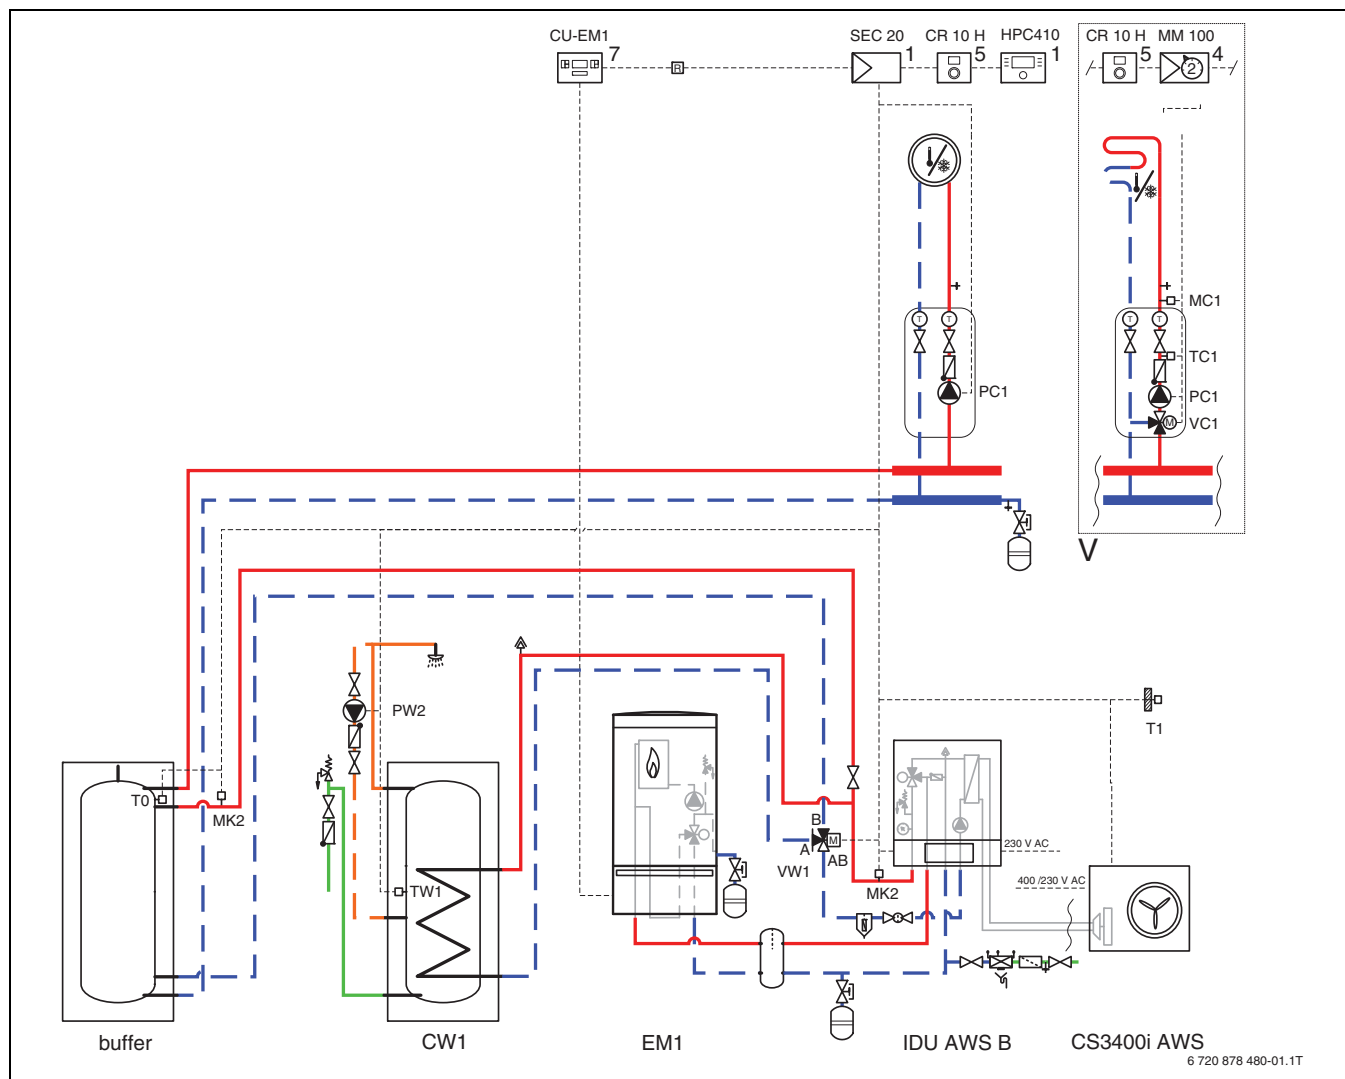 CU-EM1
7
R
SEC 20
1
CR 10 H
5
HPC410
1
CR 10 H
5
MM 100
2
4
T
T
PC1
T
T
MC1
TC1
PC1
M
VC1
V
PW2
T1
T0
MK2
B
M
A
AB
VW1
230 V AC
TW1
MK2
400 /230 V AC
buffer
CW1
EM1
IDU AWS B
CS3400i AWS
6 720 878 480-01.1T